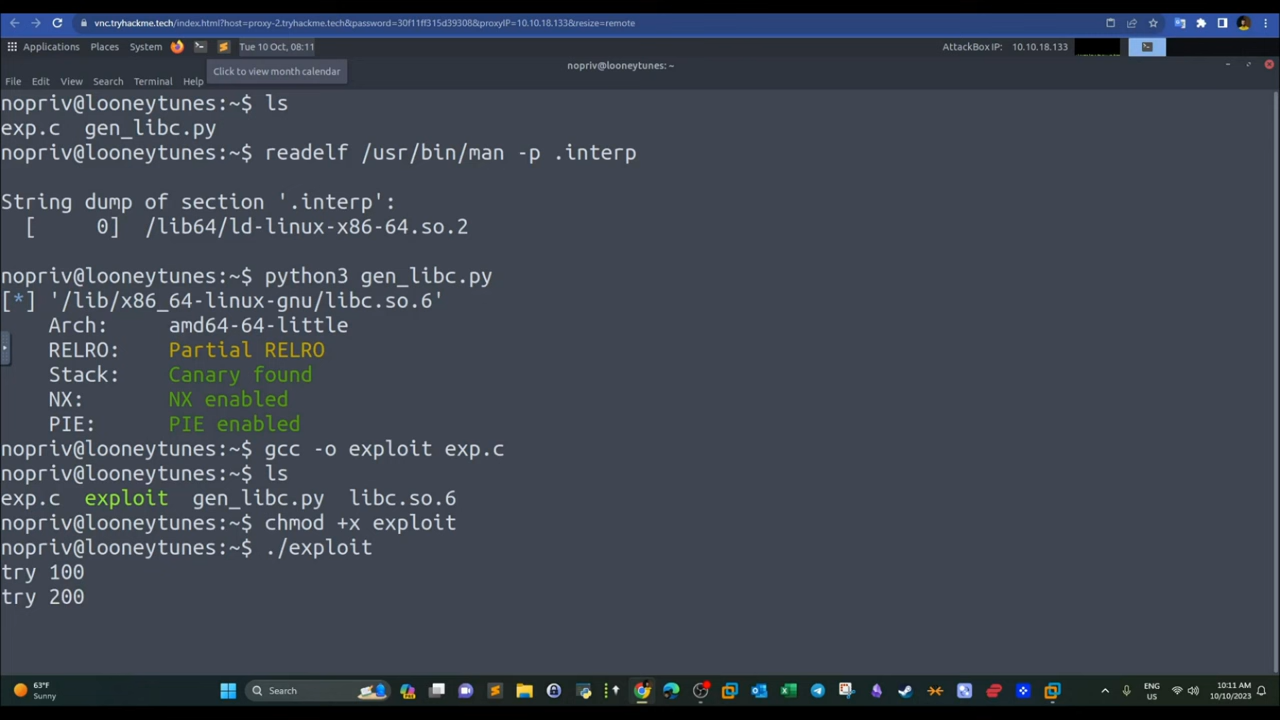 vnc.tryhackme.tech/index.html?host=proxy-2.tryhackme.tech&password=30f11ff315d39308&proxyIP=10.10.18.133&resize=remote
Applications Places System Tue 10 Oct, 08:11 AttackBox IP: 10.10.18.133
Click to view month calendar
nopriv@looneytunes: ~
File Edit View Search Terminal Help
nopriv@looneytunes:~$ ls
exp.c gen_libc.py
nopriv@looneytunes:~$ readelf /usr/bin/man -p .interp
String dump of section '.interp':
[ 0] /lib64/ld-linux-x86-64.so.2
nopriv@looneytunes:~$ python3 gen_libc.py
[*] '/lib/x86_64-linux-gnu/libc.so.6'
Arch: amd64-64-little
RELRO: Partial RELRO
Stack: Canary found
NX: NX enabled
PIE: PIE enabled
nopriv@looneytunes:~$ gcc -o exploit exp.c
nopriv@looneytunes:~$ ls
exp.c exploit gen_libc.py libc.so.6
nopriv@looneytunes:~$ chmod +x exploit
nopriv@looneytunes:~$ ./exploit
try 100
try 200
63°F
Sunny
Search
ENG
US
10:11 AM
10/10/2023